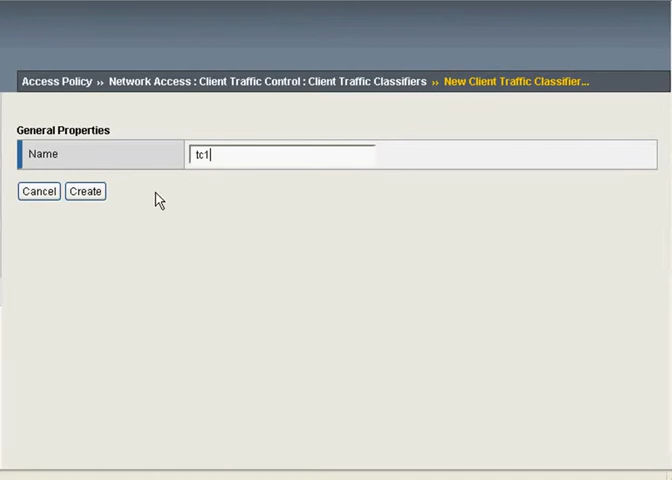 Access Policy ›› Network Access : Client Traffic Control : Client Traffic Classifiers ›› New Client Traffic Classifier...
General Properties
Name tc1
Cancel Create